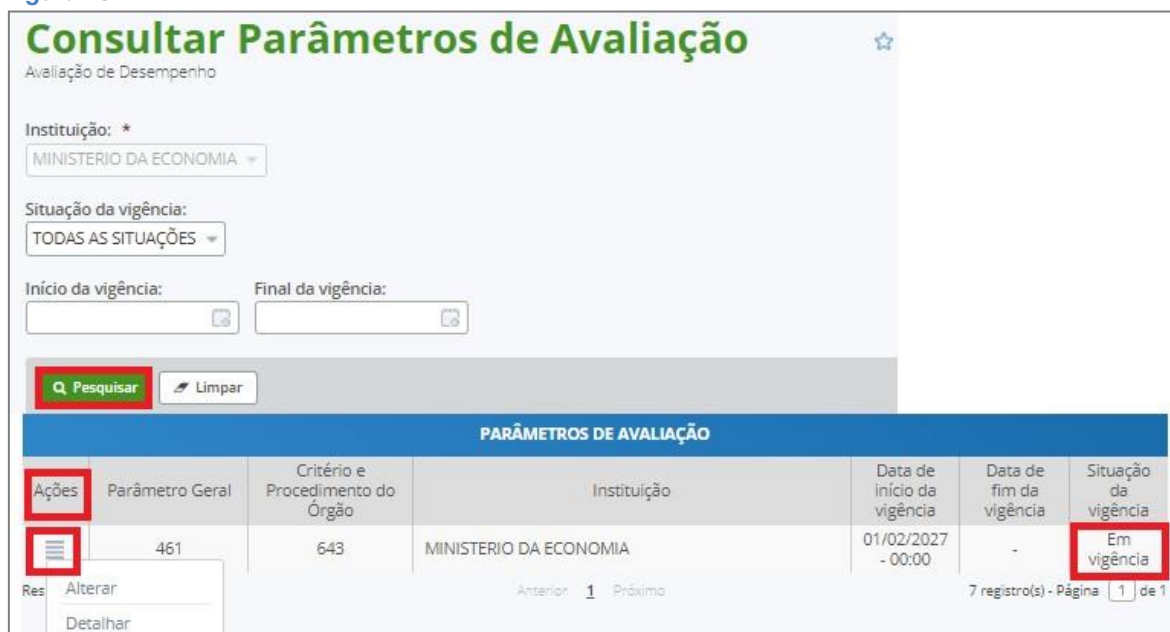 Consultar Parâmetros de Avaliação
Avaliação de Desempenho
Instituição: *
MINISTERIO DA ECONOMIA
Situação da vigência:
TODAS AS SITUAÇÕES
Início da vigência: Final da vigência:
Pesquisar Limpar
PARÂMETROS DE AVALIAÇÃO
Ações Parâmetro Geral Critério e Procedimento do Órgão Instituição Data de início da vigência Data de fim da vigência Situação da vigência
461 643 MINISTERIO DA ECONOMIA 01/02/2027 - 00:00 - Em vigência
Res Anterior 1 Próximo 7 registro(s) - Página 1 de 1
Alterar
Detalhar